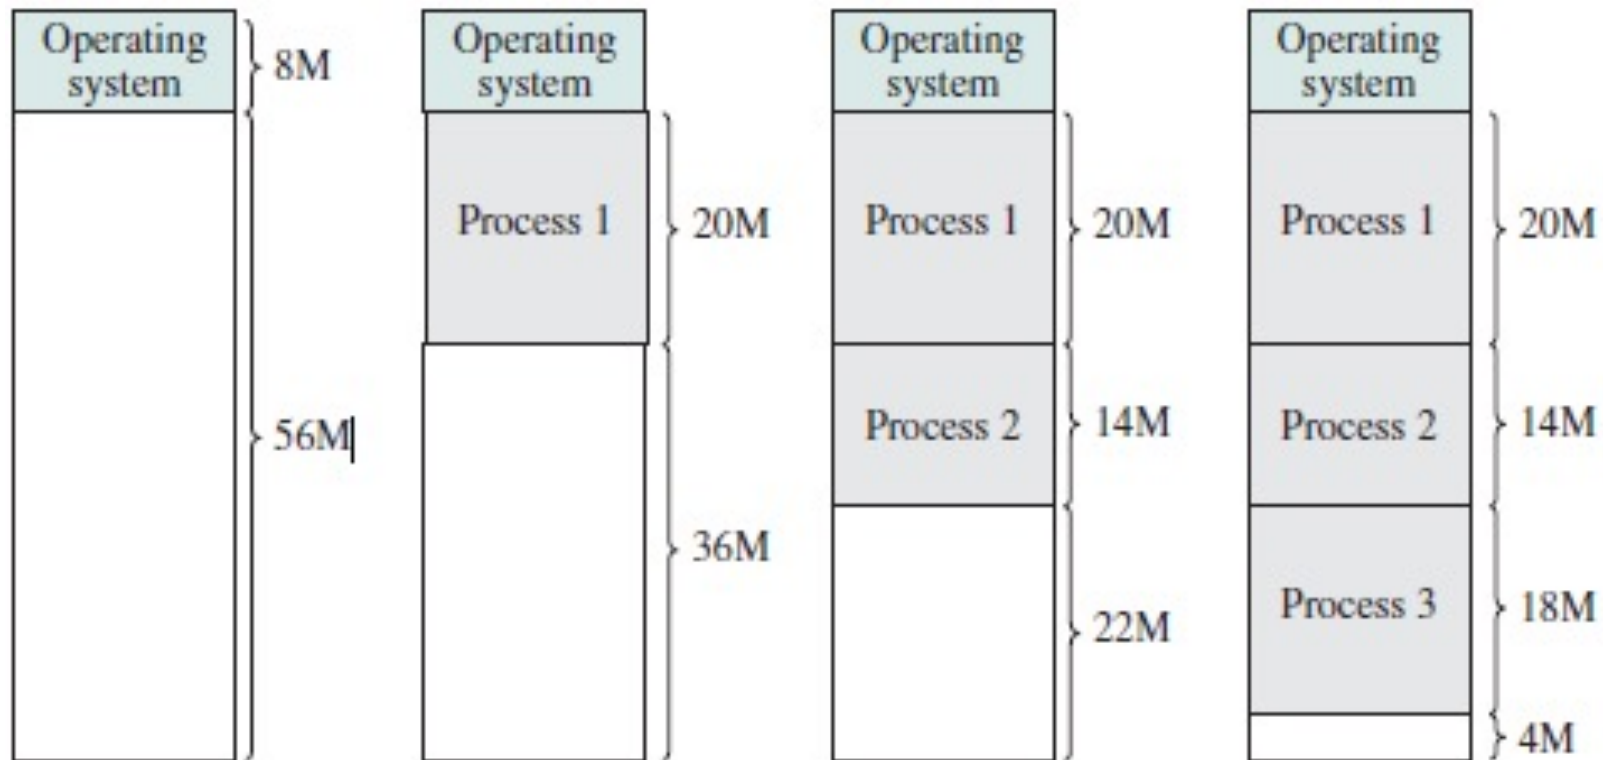 Operating
system
8M
56M
Operating
system
Process 1
20M
36M
Operating
system
Process 1
20M
Process 2
14M
22M
Operating
system
Process 1
20M
Process 2
14M
Process 3
18M
4M